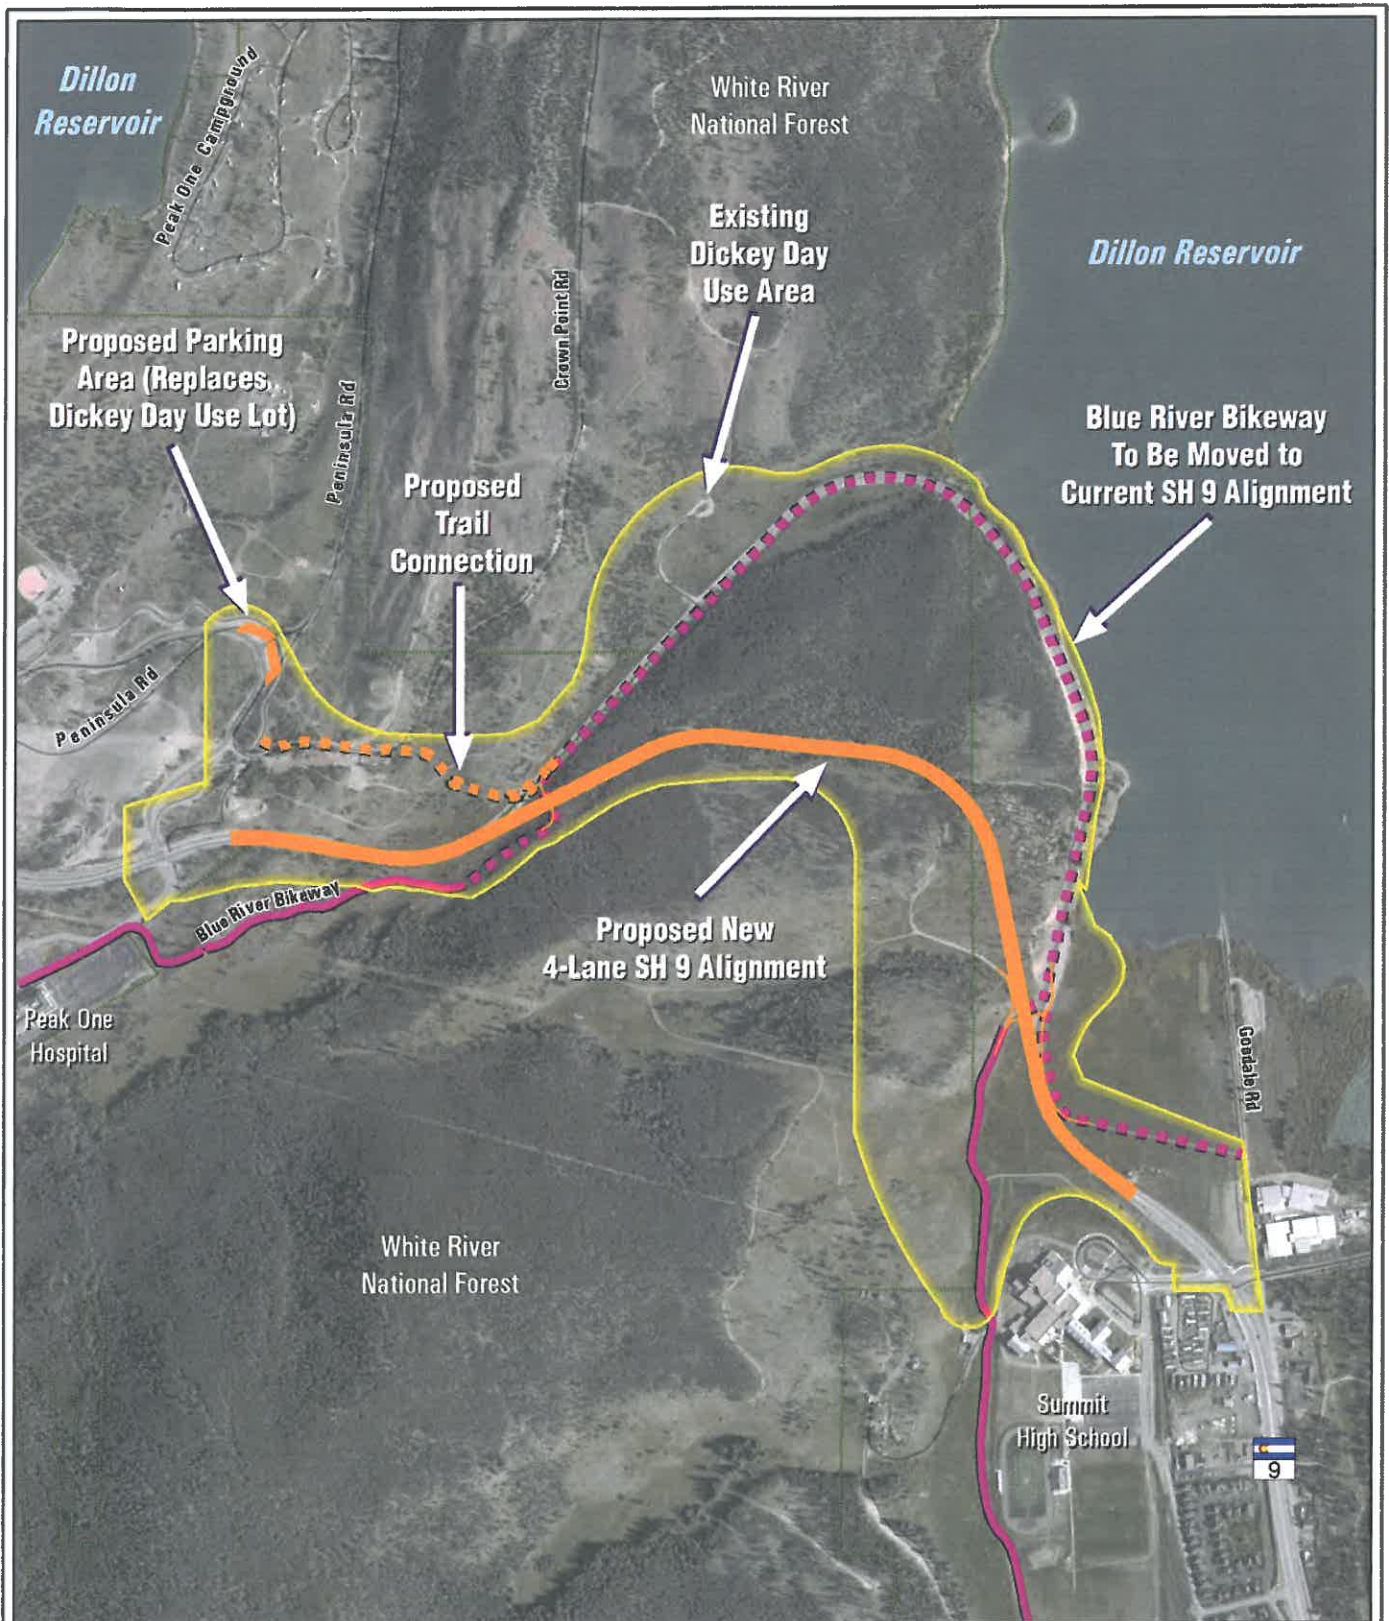 Dillon
Reservoir
Peak One Campground
White River
National Forest
Existing
Dickey Day
Use Area
Dillon Reservoir
Proposed Parking
Area (Replaces
Dickey Day Use Lot)
Peninsula Rd
Crown Point Rd
Blue River Bikeway
To Be Moved to
Current SH 9 Alignment
Proposed
Trail
Connection
Peninsula Rd
Blue River Bikeway
Proposed New
4-Lane SH 9 Alignment
Peak One
Hospital
Goodale Rd
White River
National Forest
Summit
High School
9